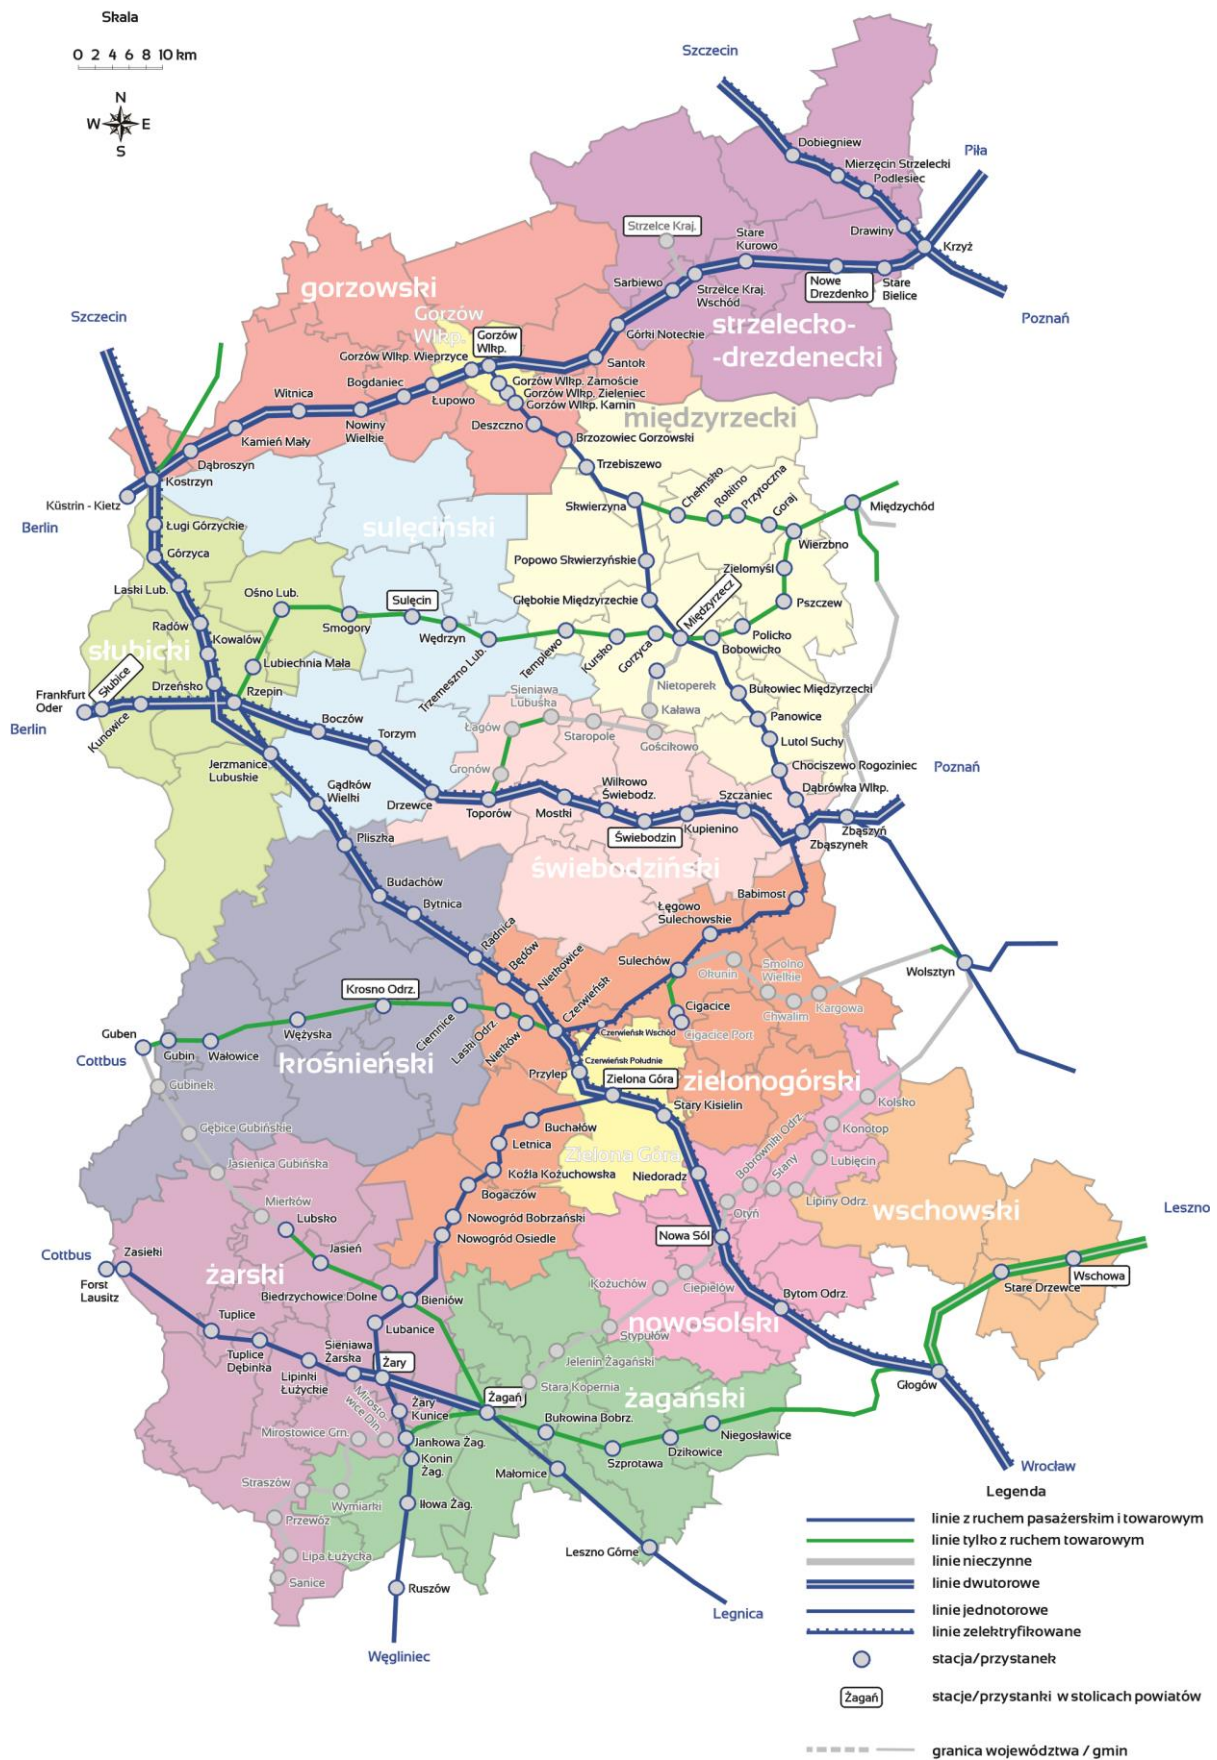 Skala
0 2 4 6 8 10 km
N
W E
S
Szczecin
Dobiegniew
Mierzęcin Strzelecki
Podlesiec
Piła
Drawiny
Krzyż
Strzelce Kraj.
Stare
Kurowo
Sarbiewo
Strzelce Kraj.
Wschód
Nowe
Drezdenko
Stare
Bielice
Poznań
gorzowski
Gorzów
Wlkp.
Gorzów
Wlkp.
Górki Noteckie
strzelecko-
-drezdenecki
Szczecin
Gorzów Wlkp. Wieprzyce
Santok
Bogdaniec
Gorzów Wlkp. Zamoście
Gorzów Wlkp. Zieleniec
Gorzów Wlkp. Karnin
Witnica
Łupowo
międzyrzecki
Nowiny
Wielkie
Deszczno
Kamień Mały
Brzozowiec Gorzowski
Dąbroszyn
Trzebiszewo
Kostrzyn
Küstrin - Kietz
Berlin
Skwierzyna
Chełmsko
Rokitno
Przytoczna
Goraj
Międzychód
Ługi Górzyckie
sulęciński
Wierzbno
Górzyca
Popowo Skwierzyńskie
Zielomyśl
Laski Lub.
Ośno Lub.
Sulęcin
Głębokie Międzyrzeckie
Międzyrzecz
Pszczew
Radów
Smogory
Wędrzyn
Policko
Kowalów
Bobowicko
słubicki
Lubiechnia Mała
Trzemeszno Lub.
Templewo
Kursko
Gorzyca
Nietoperek
Bukowiec Międzyrzecki
Drzeńsko
Rzepin
Frankfurt
Oder
Słubice
Kunowice
Berlin
Sieniawa
Lubuska
Kaława
Panowice
Łagów
Staropole
Gościkowo
Boczów
Torzym
Lutol Suchy
Jerzmanice
Lubuskie
Gronów
Chociszewo Rogoziniec
Poznań
Gądków
Wielki
Drzewce
Toporów
Mostki
Wilkowo
Świebodz.
Szczaniec
Dąbrówka Wlkp.
Świebodzin
Kupienino
Zbąszynek
Zbąszyń
Pliszka
świebodziński
Budachów
Babimost
Bytnica
Łęgowo
Sulechowskie
Radnica
Będów
Nietkowice
Sulechów
Okunin
Smolno
Wielkie
Wolsztyn
Krosno Odrz.
Czerwieńsk
Chwalim
Kargowa
Cigacice
Cigacice Port
Guben
Gubin
Wałowice
Wężyska
Ciemnice
Laski Odrz.
Nietków
Czerwieńsk Wschód
Czerwieńsk Południe
Cottbus
krośnieński
Przylep
Zielona Góra
zielonogórski
Gubinek
Stary Kisielin
Kolsko
Gębice Gubińskie
Buchałów
Letnica
Konotop
Zielona Góra
Bobrowniki Odrz.
Stany
Lubięcin
Jasienica Gubińska
Koźla Kożuchowska
Niedoradz
Bogaczów
Lipiny Odrz.
Mierków
Otyń
wschowski
Leszno
Lubsko
Nowogród Bobrzański
Nowogród Osiedle
Nowa Sól
Cottbus
Zasieki
Jasień
żarski
Wschowa
Forst
Lausitz
Biedrzychowice Dolne
Bieniów
Kożuchów
Ciepielów
Stare Drzewce
Bytom Odrz.
Tuplice
Lubanice
Stypułów
nowosolski
Tuplice
Dębinka
Sieniawa
Żarska
Żary
Jelenin Żagański
Głogów
Lipinki
Łużyckie
Stara Kopernia
Żagań
żagański
Mirosto-
wice Dln.
Żary
Kunice
Bukowina Bobrz.
Mirostowice Grn.
Jankowa Żag.
Niegosławice
Dzikowice
Szprotawa
Konin
Żag.
Małomice
Wrocław
Straszów
Wymiarki
Iłowa Żag.
Przewóz
Lipa Łużycka
Leszno Górne
Sanice
Ruszów
Legnica
Węgliniec
Legenda
linie z ruchem pasażerskim i towarowym
linie tylko z ruchem towarowym
linie nieczynne
linie dwutorowe
linie jednotorowe
linie zelektryfikowane
stacja/przystanek
Żagań stacje/przystanki w stolicach powiatów
granica województwa / gmin